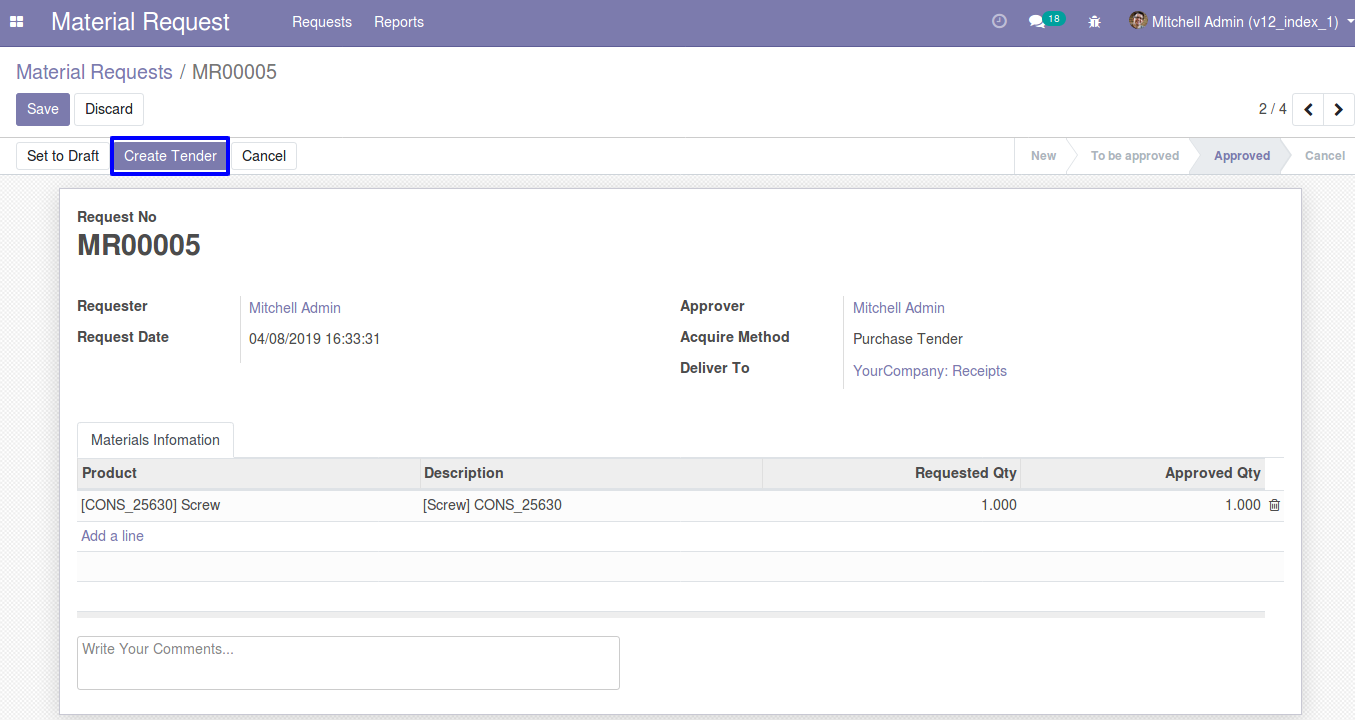 Material Request Requests Reports 18 Mitchell Admin (v12_index_1)
Material Requests / MR00005
Save Discard 2 / 4
Set to Draft Create Tender Cancel New To be approved Approved Cancel
Request No
MR00005
Requester Mitchell Admin Approver Mitchell Admin
Request Date 04/08/2019 16:33:31 Acquire Method Purchase Tender
Deliver To YourCompany: Receipts
Materials Infomation
Product Description Requested Qty Approved Qty
[CONS_25630] Screw [Screw] CONS_25630 1.000 1.000
Add a line
Write Your Comments...